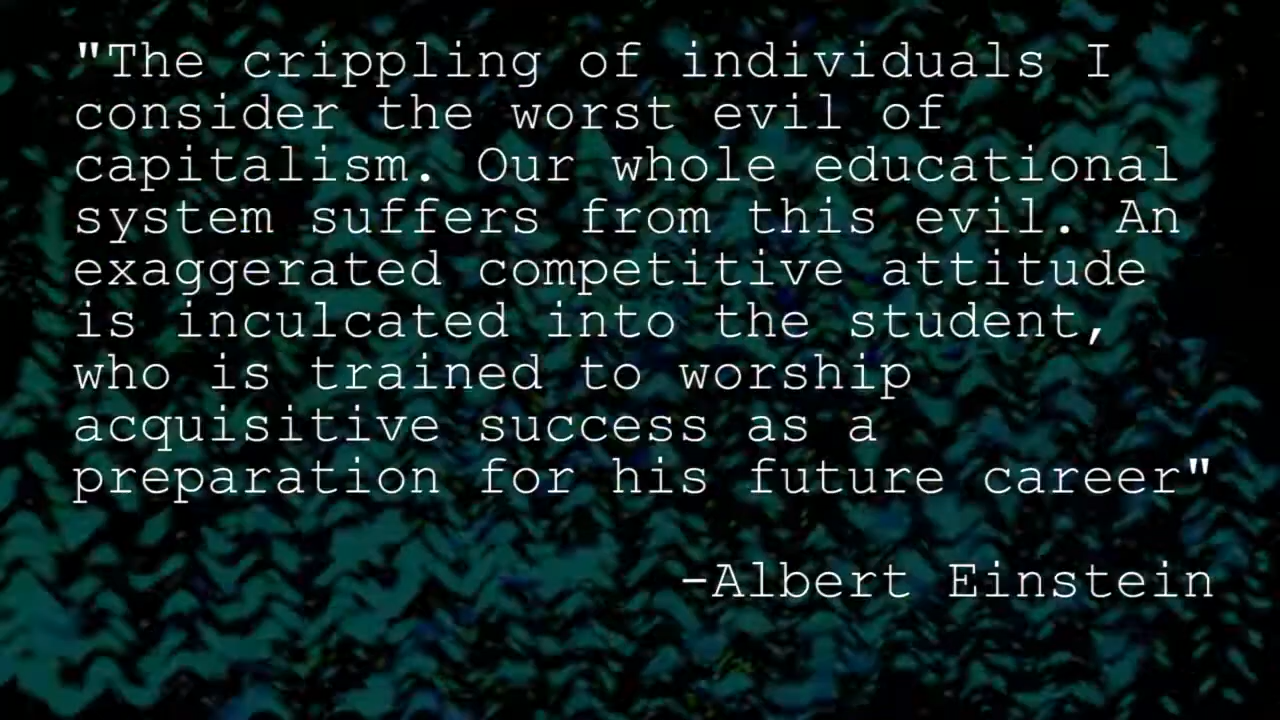 "The crippling of individuals I
consider the worst evil of
capitalism. Our whole educational
system suffers from this evil. An
exaggerated competitive attitude
is inculcated into the student,
who is trained to worship
acquisitive success as a
preparation for his future career"
-Albert Einstein